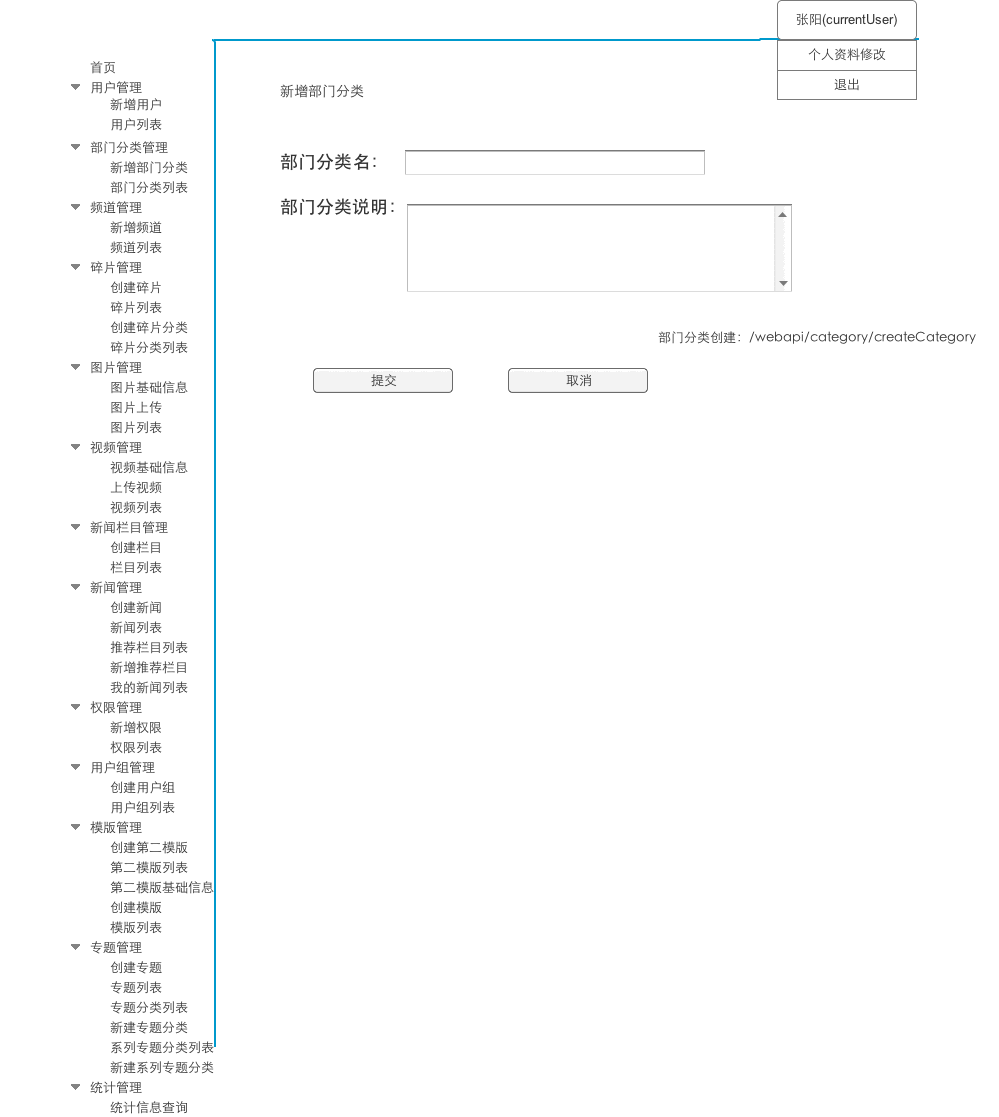 张阳(currentUser)
个人资料修改
退出
首页
用户管理
新增用户
用户列表
部门分类管理
新增部门分类
部门分类列表
频道管理
新增频道
频道列表
碎片管理
创建碎片
碎片列表
创建碎片分类
碎片分类列表
图片管理
图片基础信息
图片上传
图片列表
视频管理
视频基础信息
上传视频
视频列表
新闻栏目管理
创建栏目
栏目列表
新闻管理
创建新闻
新闻列表
推荐栏目列表
新增推荐栏目
我的新闻列表
权限管理
新增权限
权限列表
用户组管理
创建用户组
用户组列表
模版管理
创建第二模版
第二模版列表
第二模版基础信息
创建模版
模版列表
专题管理
创建专题
专题列表
专题分类列表
新建专题分类
系列专题分类列表
新建系列专题分类
统计管理
统计信息查询
新增部门分类
部门分类名：
部门分类说明：
部门分类创建：/webapi/category/createCategory
提交
取消